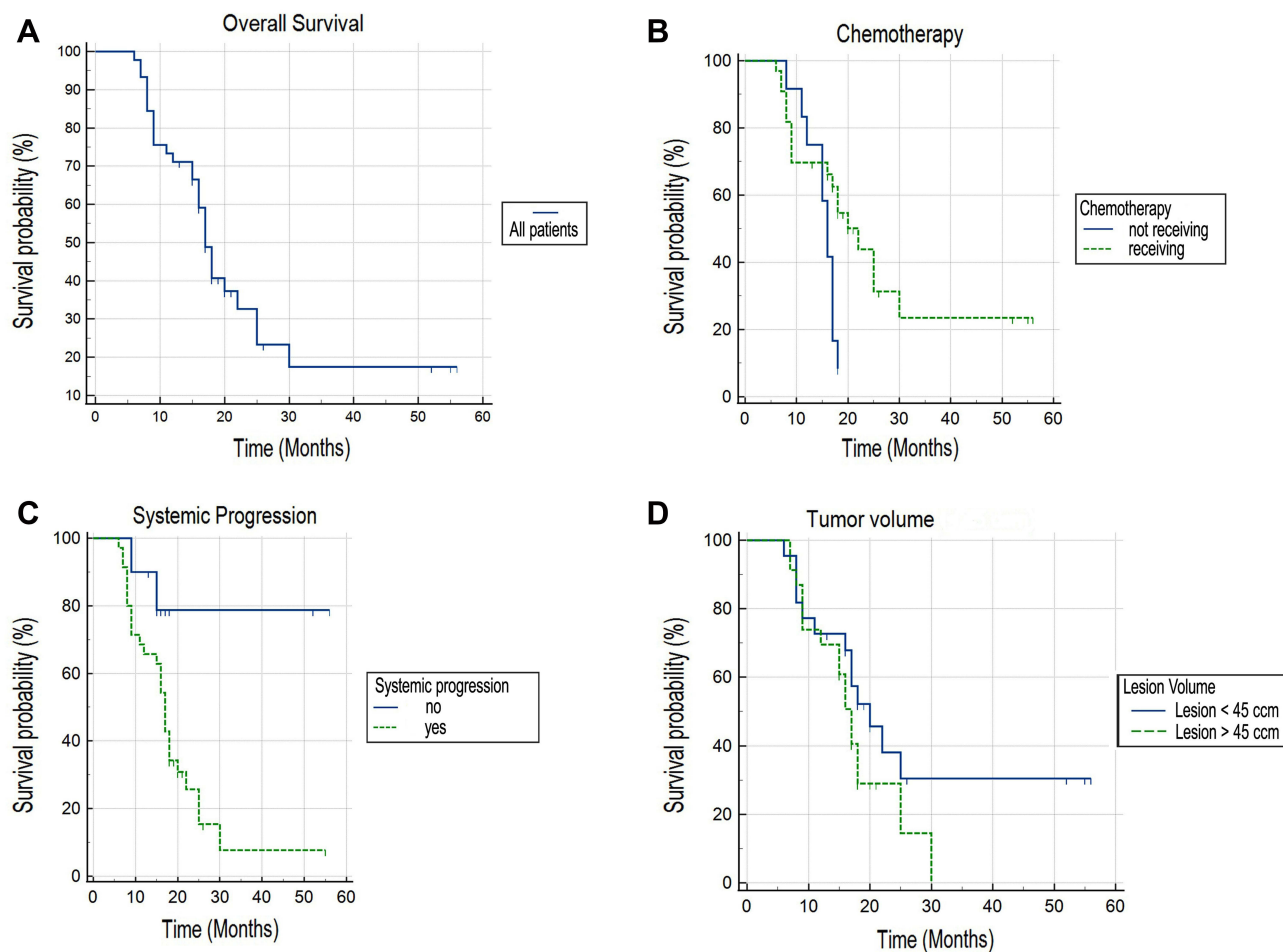 A
Overall Survival
Survival probability (%)
100
90
80
70
60
50
40
30
20
10
0 10 20 30 40 50 60
Time (Months)
All patients
B
Chemotherapy
Survival probability (%)
100
80
60
40
20
0
0 10 20 30 40 50 60
Time (Months)
Chemotherapy
not receiving
receiving
C
Systemic Progression
Survival probability (%)
100
80
60
40
20
0
0 10 20 30 40 50 60
Time (Months)
Systemic progression
no
yes
D
Tumor volume
Survival probability (%)
100
80
60
40
20
0
0 10 20 30 40 50 60
Time (Months)
Lesion Volume
Lesion < 45 ccm
Lesion > 45 ccm